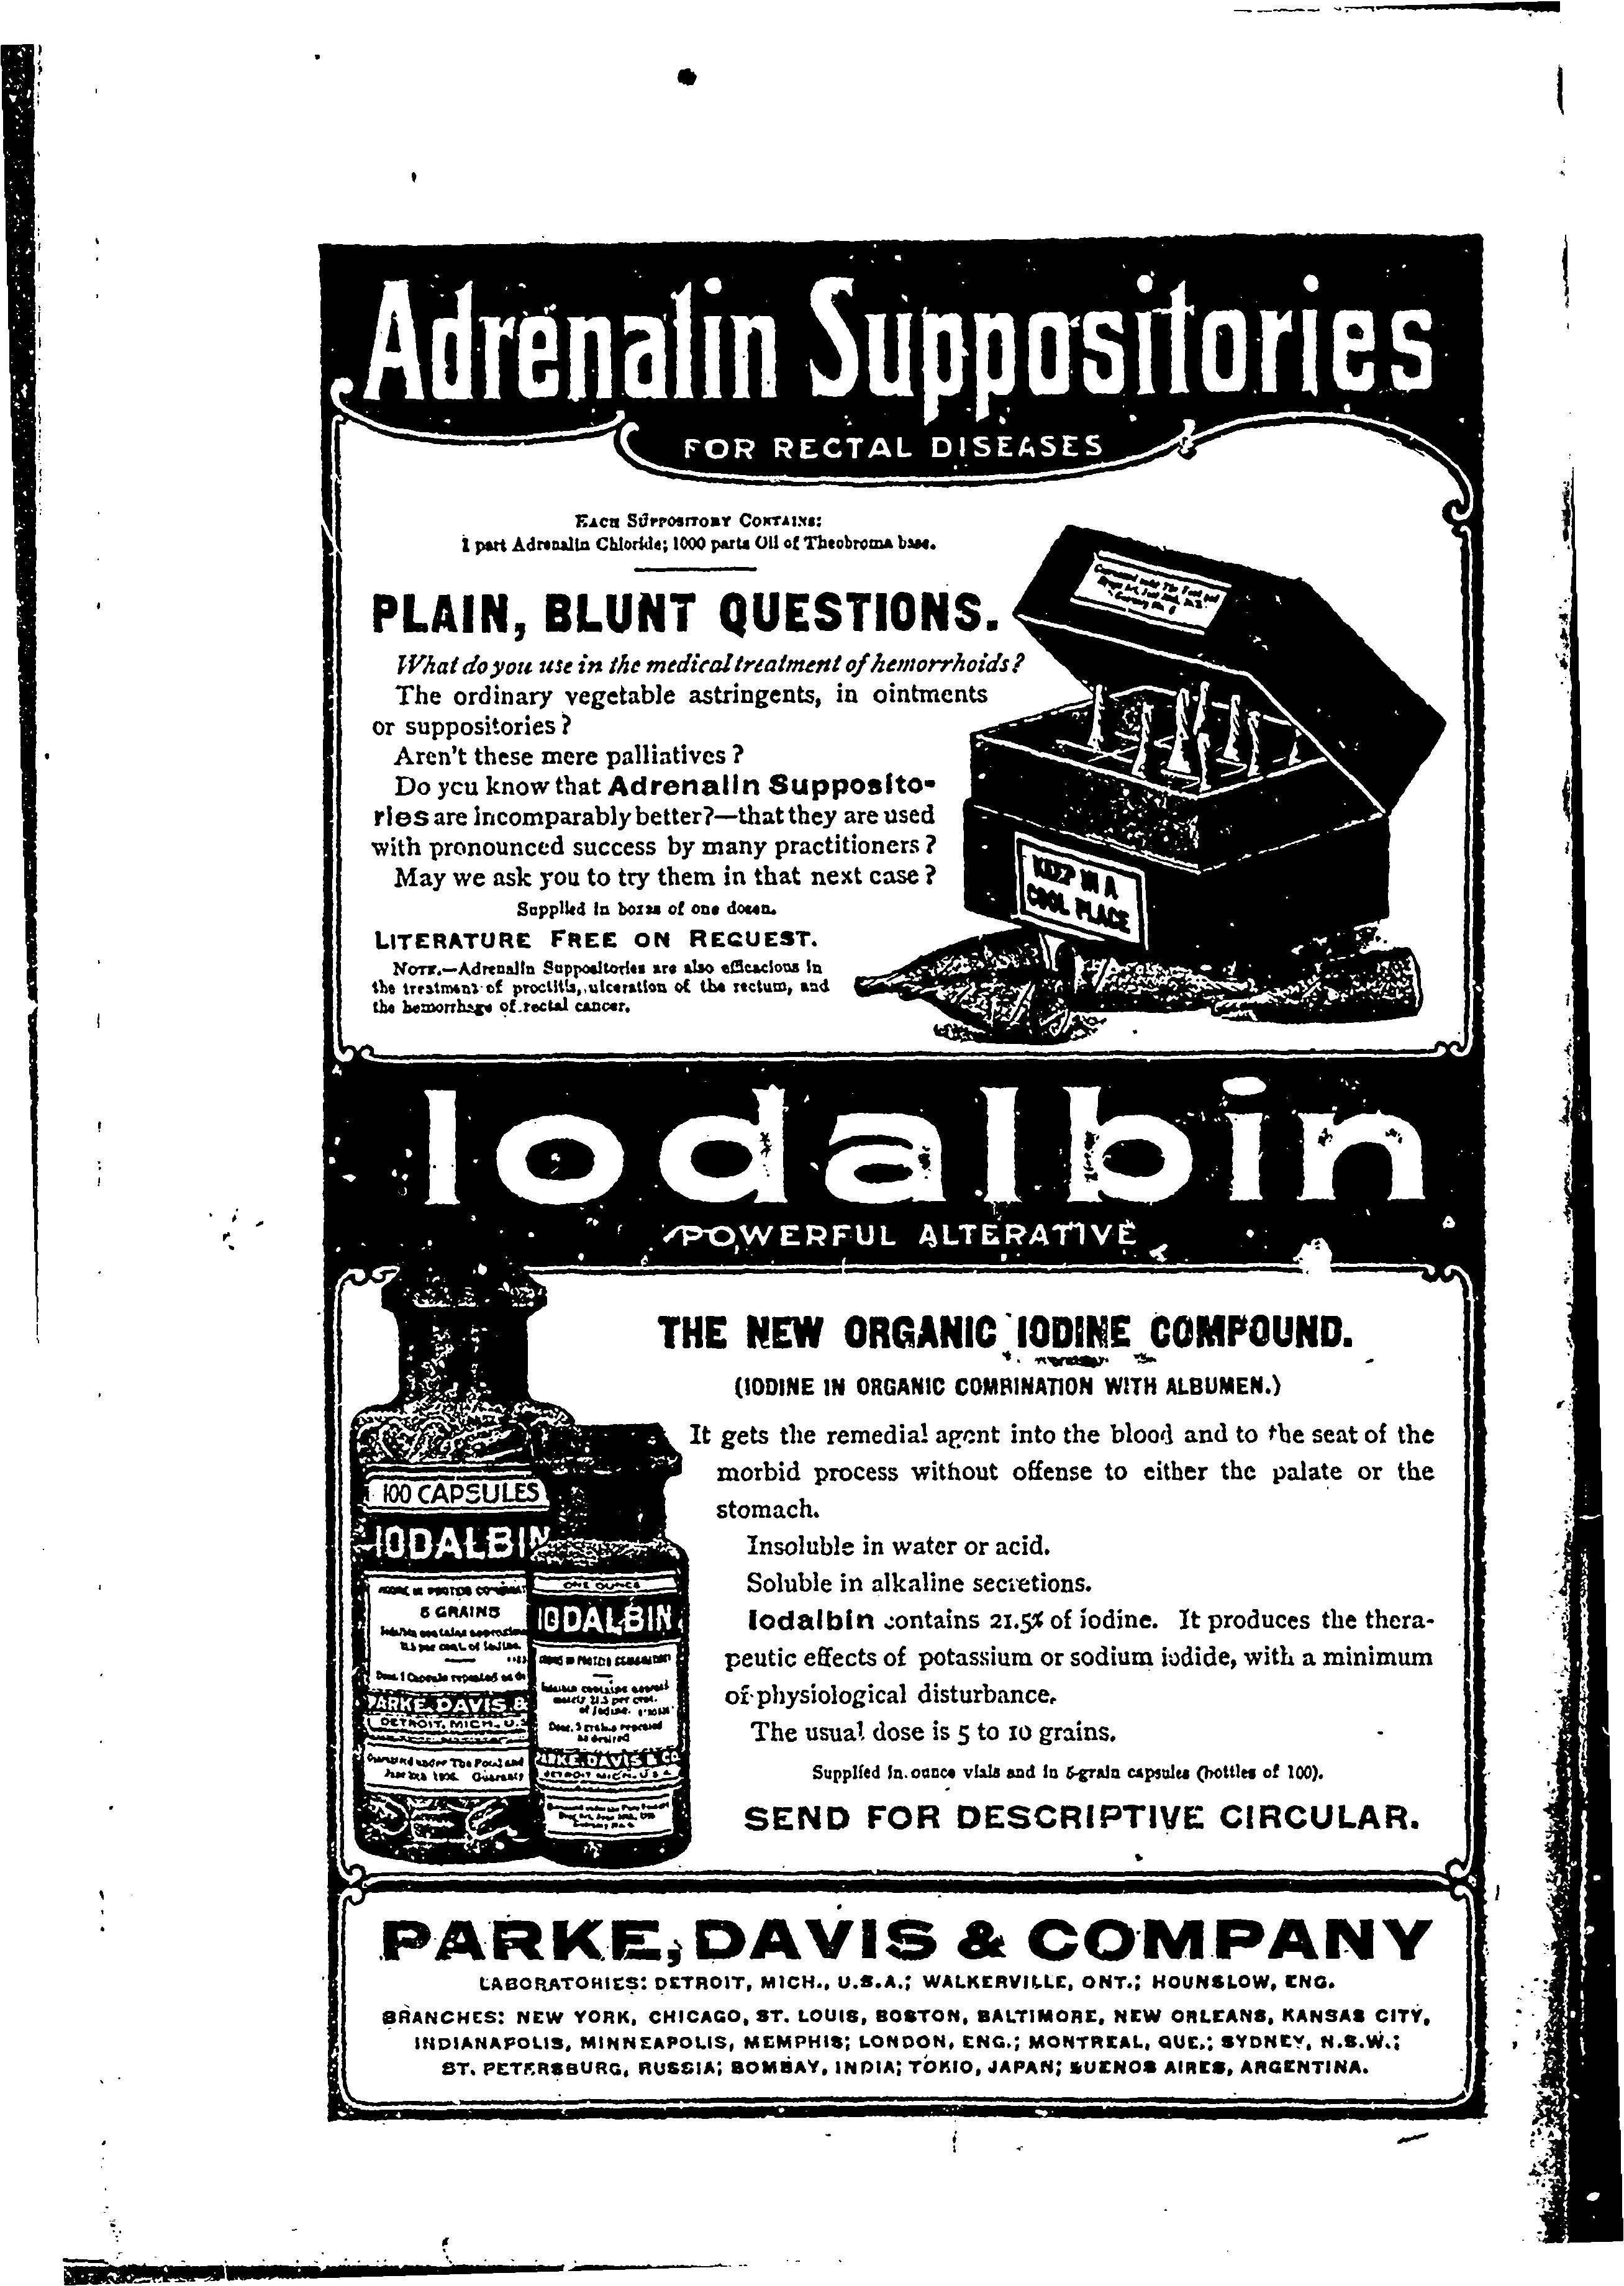 Adrenalin Suppositories
FOR RECTAL DISEASES
EACH SUPPOSITORY CONTAINS:
1 part Adrenalin Chloride; 1000 parts Oil of Theobroma base.
PLAIN, BLUNT QUESTIONS.
What do you use in the medical treatment of hemorrhoids?
The ordinary vegetable astringents, in ointments
or suppositories?
Aren't these mere palliatives?
Do you know that Adrenalin Supposito-
ries are incomparably better?—that they are used
with pronounced success by many practitioners?
May we ask you to try them in that next case?
Supplied in boxes of one dozen.
LITERATURE FREE ON REQUEST.
NOTE.—Adrenalin Suppositories are also efficacious in
the treatment of proctitis, ulceration of the rectum, and
the hemorrhage of rectal cancer.
KEEP IN A
COOL PLACE
Iodalbin
POWERFUL ALTERATIVE
THE NEW ORGANIC IODINE COMPOUND.
(IODINE IN ORGANIC COMBINATION WITH ALBUMEN.)
It gets the remedial agent into the blood and to the seat of the
morbid process without offense to either the palate or the
stomach.
Insoluble in water or acid.
Soluble in alkaline secretions.
Iodalbin contains 21.5% of iodine. It produces the thera-
peutic effects of potassium or sodium iodide, with a minimum
of physiological disturbance.
The usual dose is 5 to 10 grains.
Supplied in ounce vials and in 5-grain capsules (bottles of 100).
SEND FOR DESCRIPTIVE CIRCULAR.
100 CAPSULES
IODALBIN
5 GRAINS
PARKE, DAVIS &
DETROIT, MICH., U.S.
ONE OUNCE
IODALBIN
PARKE, DAVIS & CO.
DETROIT, MICH., U.S.A.
PARKE, DAVIS & COMPANY
LABORATORIES: DETROIT, MICH., U.S.A.; WALKERVILLE, ONT.; HOUNSLOW, ENG.
BRANCHES: NEW YORK, CHICAGO, ST. LOUIS, BOSTON, BALTIMORE, NEW ORLEANS, KANSAS CITY,
INDIANAPOLIS, MINNEAPOLIS, MEMPHIS; LONDON, ENG.; MONTREAL, QUE.; SYDNEY, N.S.W.;
ST. PETERSBURG, RUSSIA; BOMBAY, INDIA; TOKIO, JAPAN; BUENOS AIRES, ARGENTINA.